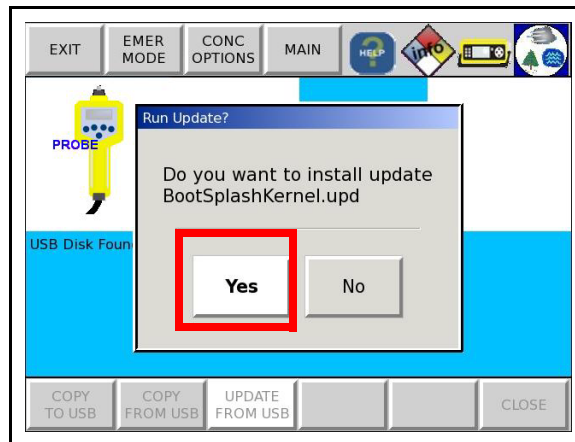 EXIT
EMER
MODE
CONC
OPTIONS
MAIN
HELP
info
PROBE
Run Update?
Do you want to install update
BootSplashKernel.upd
USB Disk Foun
Yes
No
COPY
TO USB
COPY
FROM USB
UPDATE
FROM USB
CLOSE